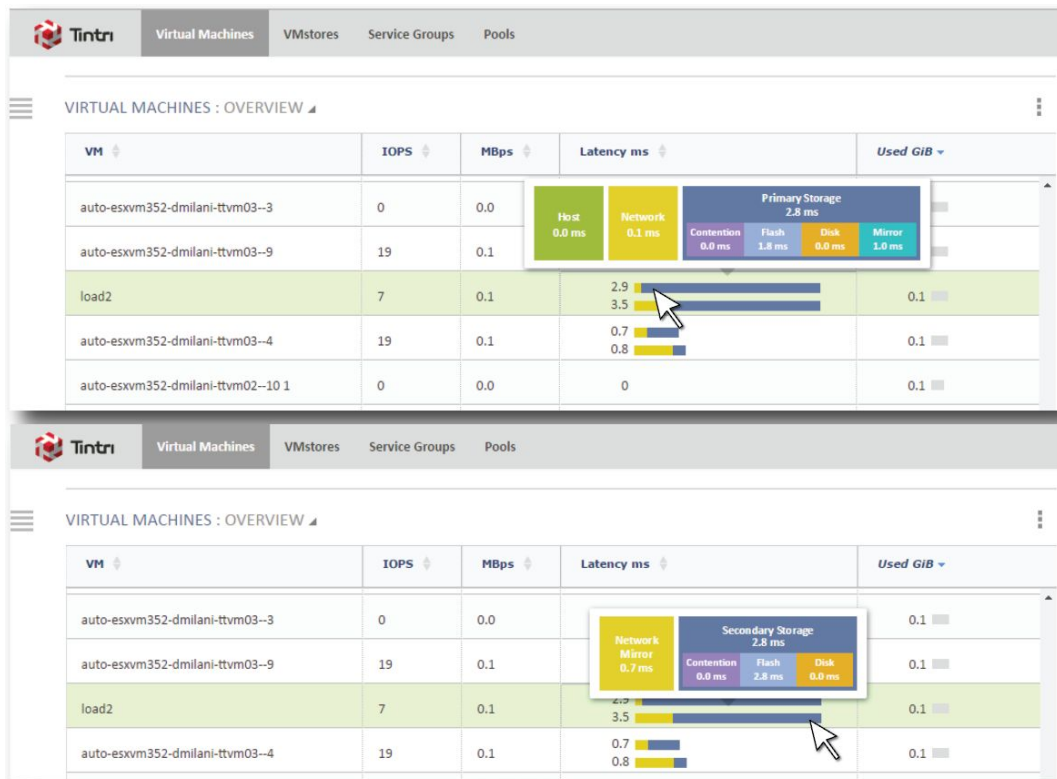 Tintri Virtual Machines VMstores Service Groups Pools
VIRTUAL MACHINES : OVERVIEW
VM IOPS MBps Latency ms Used GiB
auto-esxvm352-dmilani-ttvm03--3 0 0.0
Host 0.0 ms
Network 0.1 ms
Primary Storage
2.8 ms
Contention Flash Disk Mirror
0.0 ms 1.8 ms 0.0 ms 1.0 ms
auto-esxvm352-dmilani-ttvm03--9 19 0.1
load2 7 0.1 2.9 3.5 0.1
auto-esxvm352-dmilani-ttvm03--4 19 0.1 0.7 0.8 0.1
auto-esxvm352-dmilani-ttvm02--10 1 0 0.0 0 0.1
Tintri Virtual Machines VMstores Service Groups Pools
VIRTUAL MACHINES : OVERVIEW
VM IOPS MBps Latency ms Used GiB
auto-esxvm352-dmilani-ttvm03--3 0 0.0 0.1
Network Mirror 0.7 ms
Secondary Storage
2.8 ms
Contention Flash Disk
0.0 ms 2.8 ms 0.0 ms
auto-esxvm352-dmilani-ttvm03--9 19 0.1 0.1
load2 7 0.1 2.9 3.5 0.1
auto-esxvm352-dmilani-ttvm03--4 19 0.1 0.7 0.8 0.1